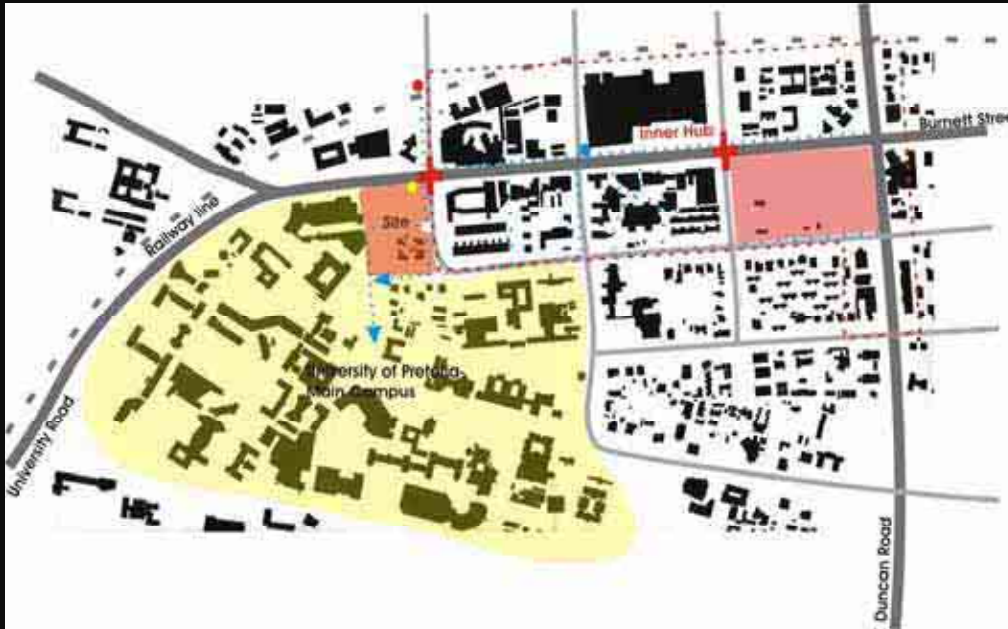 Burnett Stree
Inner Hub
Site
Railway line
University of Pretoria-
Main Campus
University Road
Duncan Road